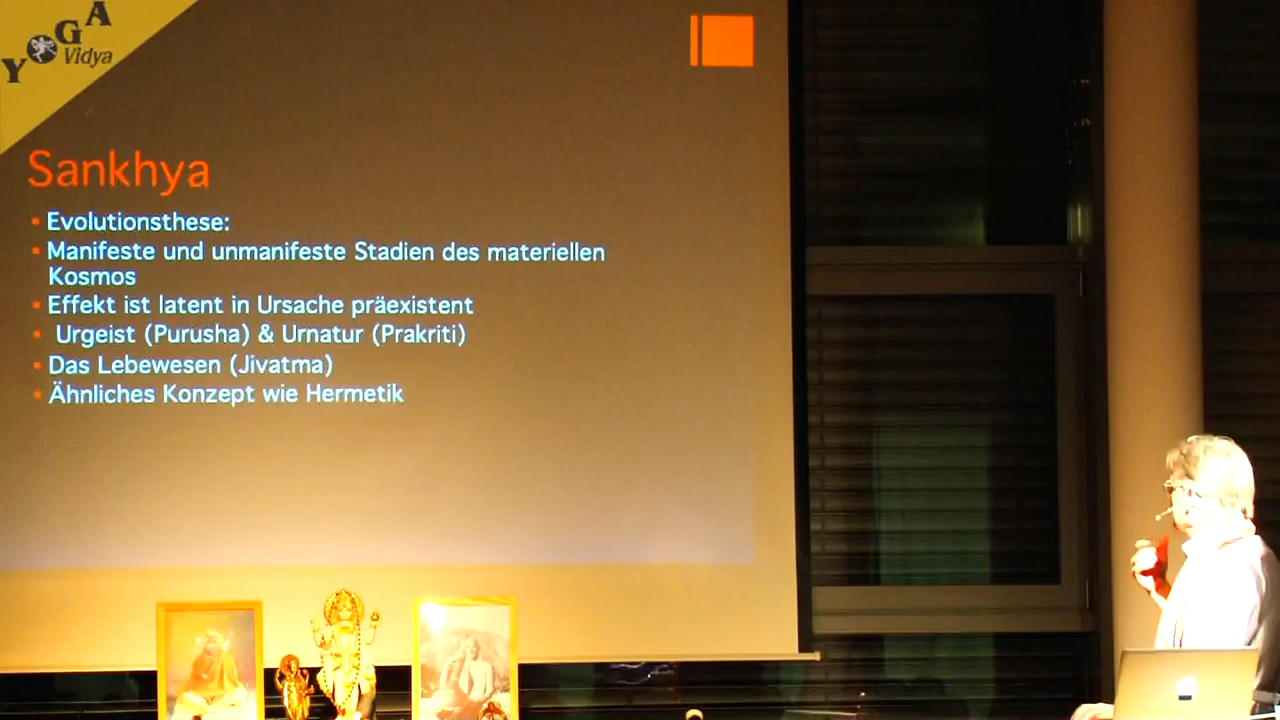 YOGA
Vidya
Sankhya
• Evolutionsthese:
• Manifeste und unmanifeste Stadien des materiellen
Kosmos
• Effekt ist latent in Ursache präexistent
• Urgeist (Purusha) & Urnatur (Prakriti)
• Das Lebewesen (Jivatma)
• Ähnliches Konzept wie Hermetik